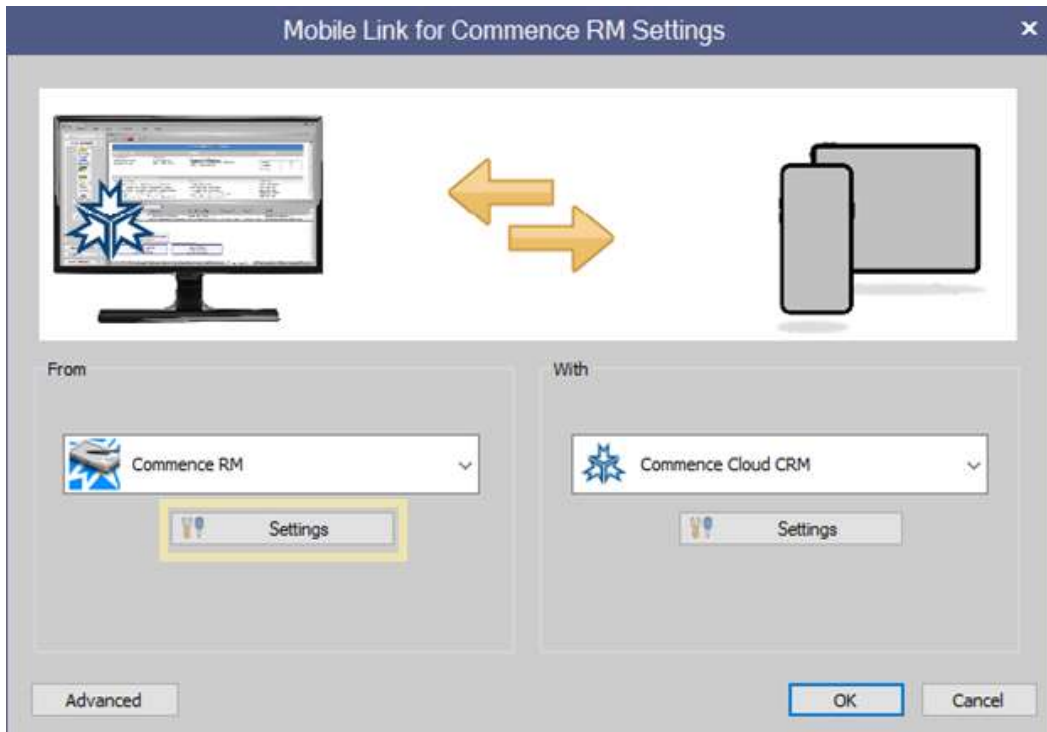 Mobile Link for Commence RM Settings
From
With
Commence RM
Commence Cloud CRM
Settings
Settings
Advanced
OK
Cancel